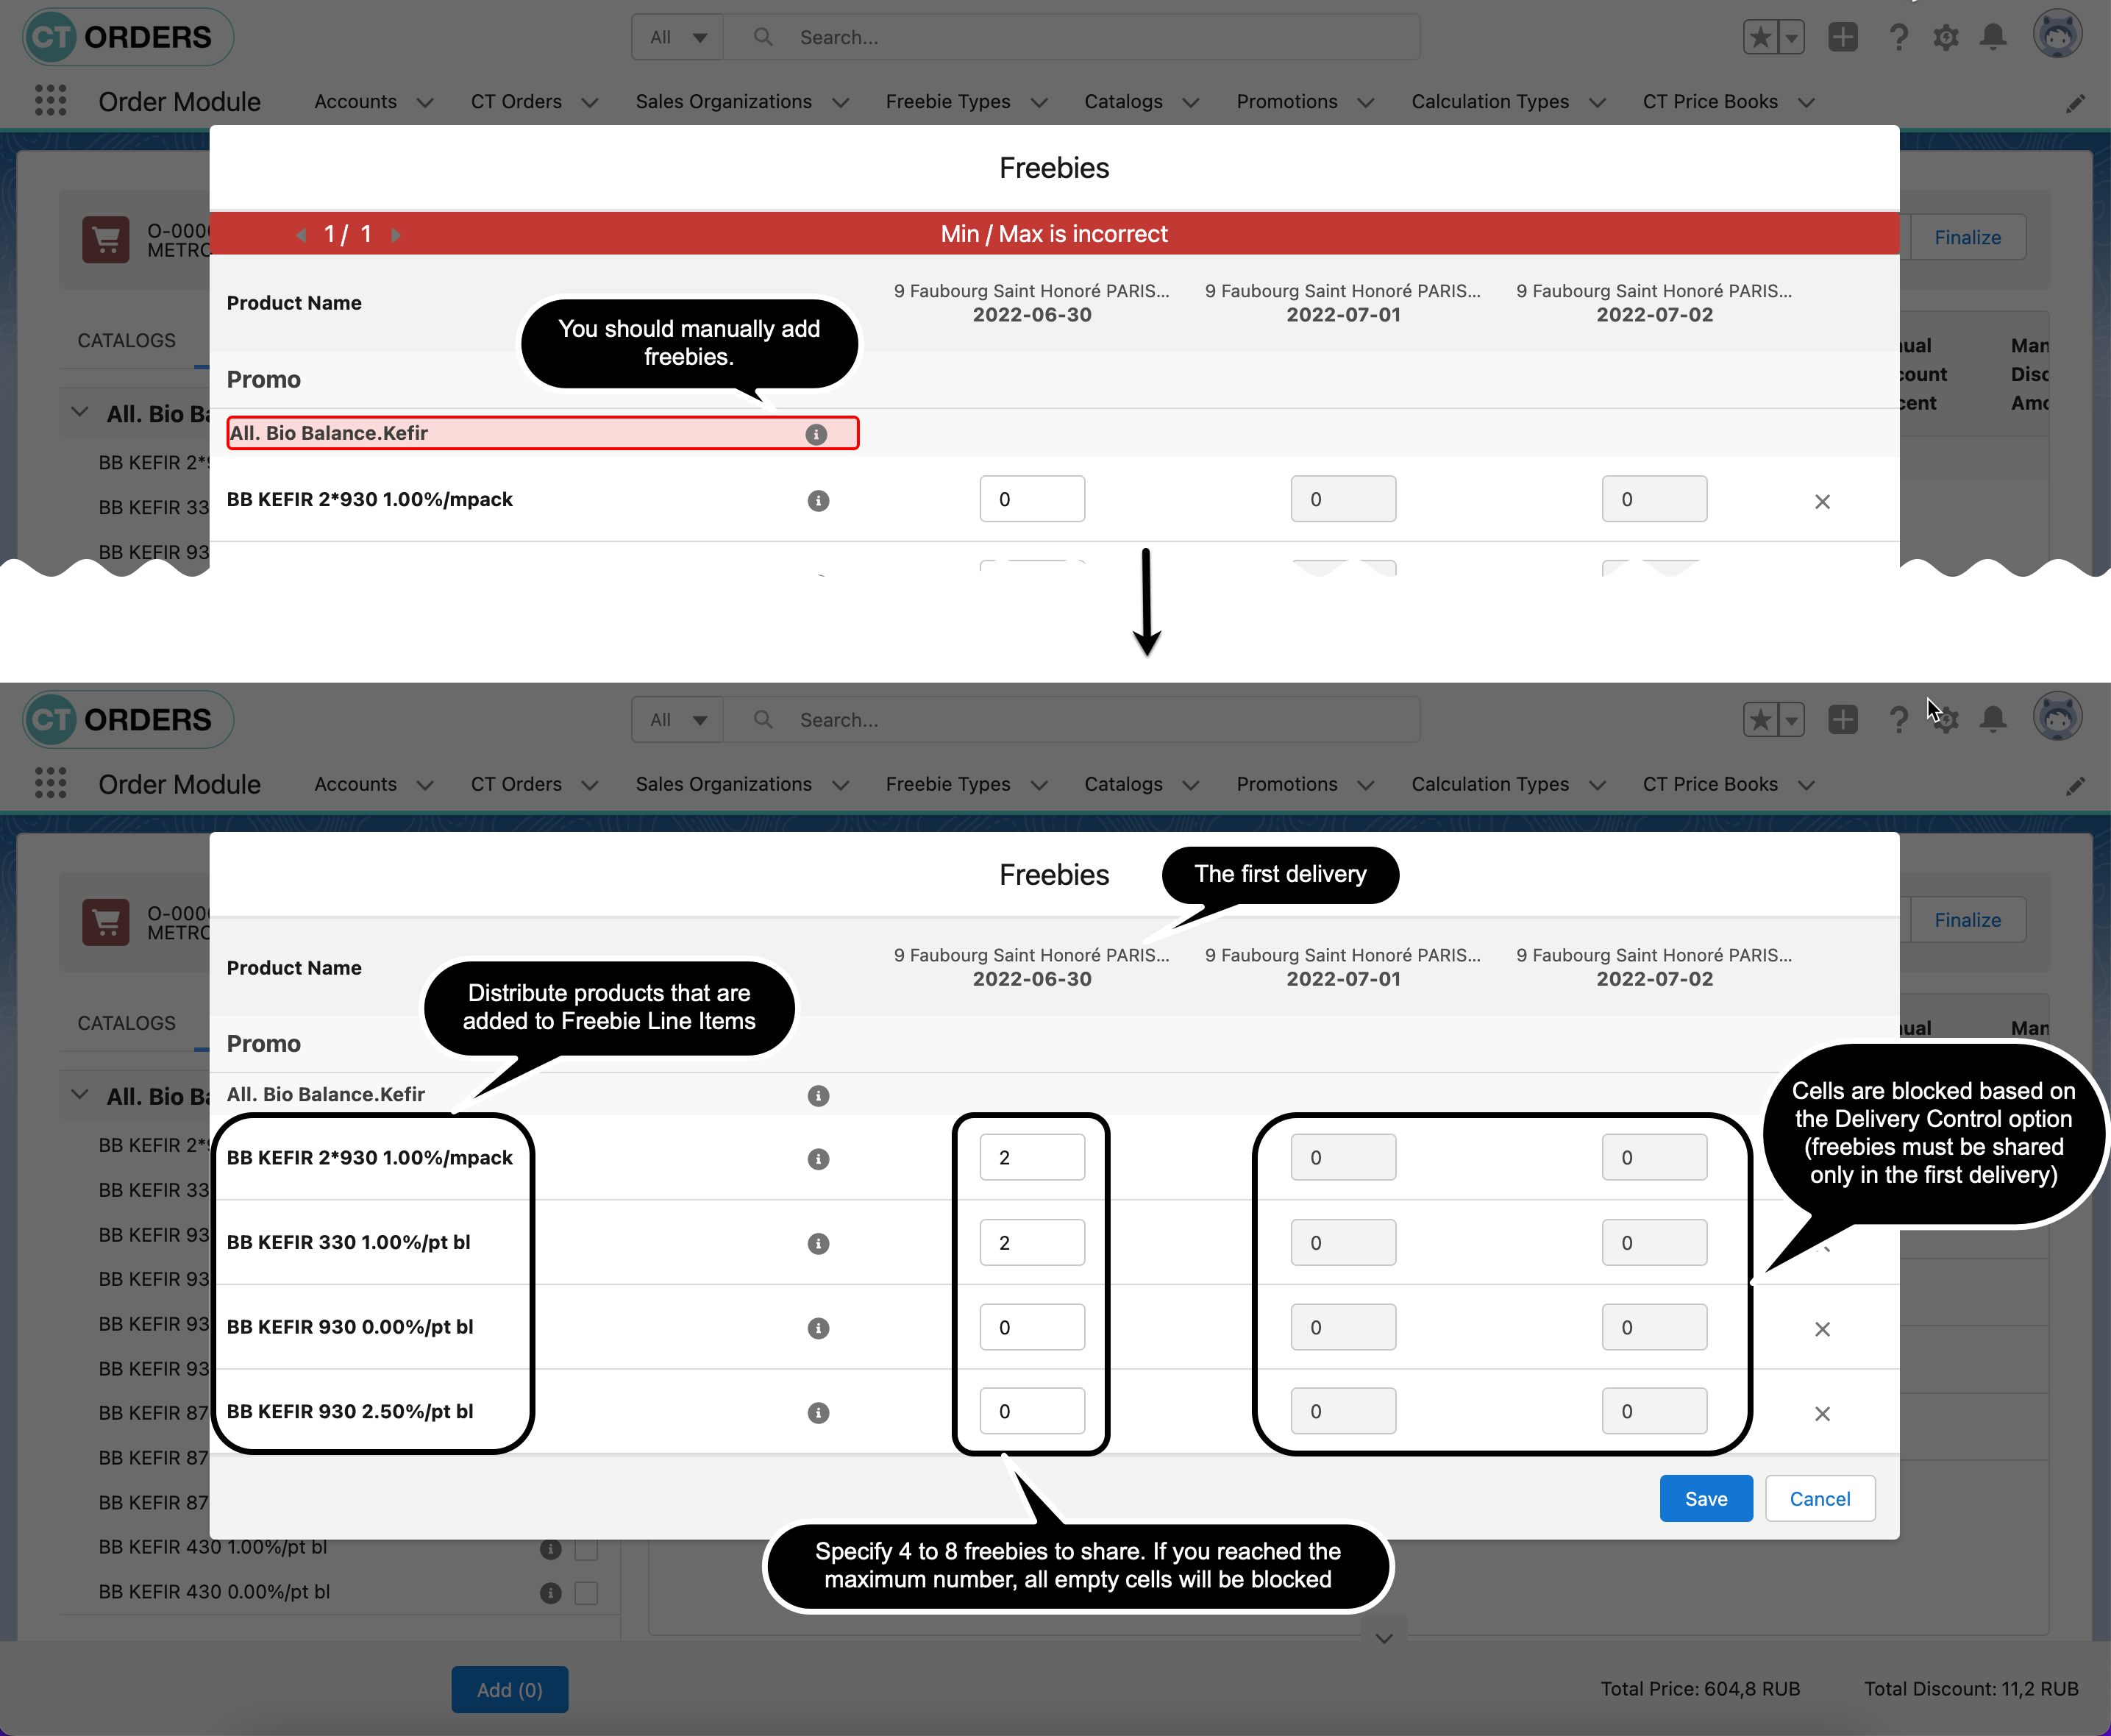 CT ORDERS
All
Search...
Order Module
Accounts
CT Orders
Sales Organizations
Freebie Types
Catalogs
Promotions
Calculation Types
CT Price Books
Freebies
O-000
METRO
Finalize
1 / 1
Min / Max is incorrect
Product Name
9 Faubourg Saint Honoré PARIS...
2022-06-30
9 Faubourg Saint Honoré PARIS...
2022-07-01
9 Faubourg Saint Honoré PARIS...
2022-07-02
You should manually add
freebies.
CATALOGS
Promo
All. Bio Ba
All. Bio Balance.Kefir
BB KEFIR 2*9
BB KEFIR 2*930 1.00%/mpack
0
0
0
BB KEFIR 33
BB KEFIR 93
CT ORDERS
All
Search...
Order Module
Accounts
CT Orders
Sales Organizations
Freebie Types
Catalogs
Promotions
Calculation Types
CT Price Books
Freebies
The first delivery
O-000
METRO
Finalize
Product Name
9 Faubourg Saint Honoré PARIS...
2022-06-30
9 Faubourg Saint Honoré PARIS...
2022-07-01
9 Faubourg Saint Honoré PARIS...
2022-07-02
Distribute products that are
added to Freebie Line Items
CATALOGS
Promo
Cells are blocked based on
the Delivery Control option
(freebies must be shared
only in the first delivery)
All. Bio Ba
All. Bio Balance.Kefir
BB KEFIR 2*9
BB KEFIR 2*930 1.00%/mpack
2
0
0
BB KEFIR 33
BB KEFIR 93
BB KEFIR 330 1.00%/pt bl
2
0
0
BB KEFIR 93
BB KEFIR 93
BB KEFIR 930 0.00%/pt bl
0
0
0
BB KEFIR 93
BB KEFIR 87
BB KEFIR 930 2.50%/pt bl
0
0
0
BB KEFIR 87
BB KEFIR 87
Save
Cancel
BB KEFIR 430 1.00%/pt bl
BB KEFIR 430 0.00%/pt bl
Specify 4 to 8 freebies to share. If you reached the
maximum number, all empty cells will be blocked
Add (0)
Total Price: 604,8 RUB
Total Discount: 11,2 RUB